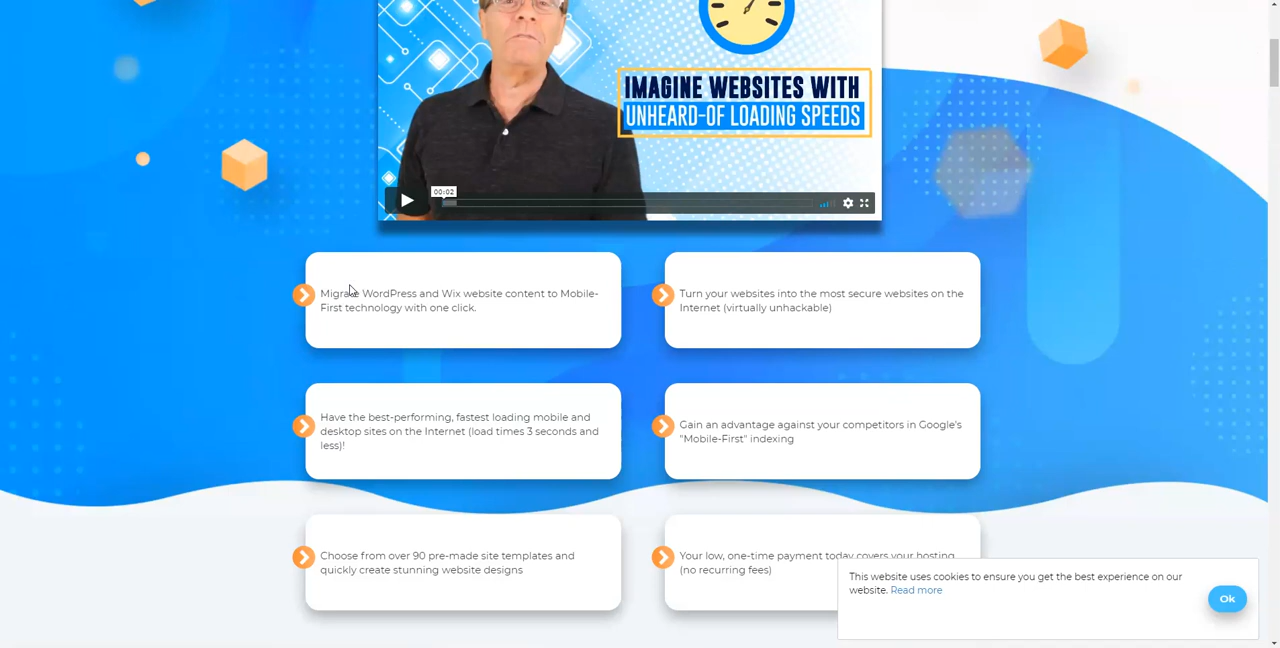 IMAGINE WEBSITES WITH
UNHEARD-OF LOADING SPEEDS
00:02
Migrate WordPress and Wix website content to Mobile-
First technology with one click.
Turn your websites into the most secure websites on the
Internet (virtually unhackable)
Have the best-performing, fastest loading mobile and
desktop sites on the Internet (load times 3 seconds and
less)!
Gain an advantage against your competitors in Google's
"Mobile-First" indexing
Choose from over 90 pre-made site templates and
quickly create stunning website designs
Your low, one-time payment today covers your hosting
(no recurring fees)
This website uses cookies to ensure you get the best experience on our
website. Read more
Ok